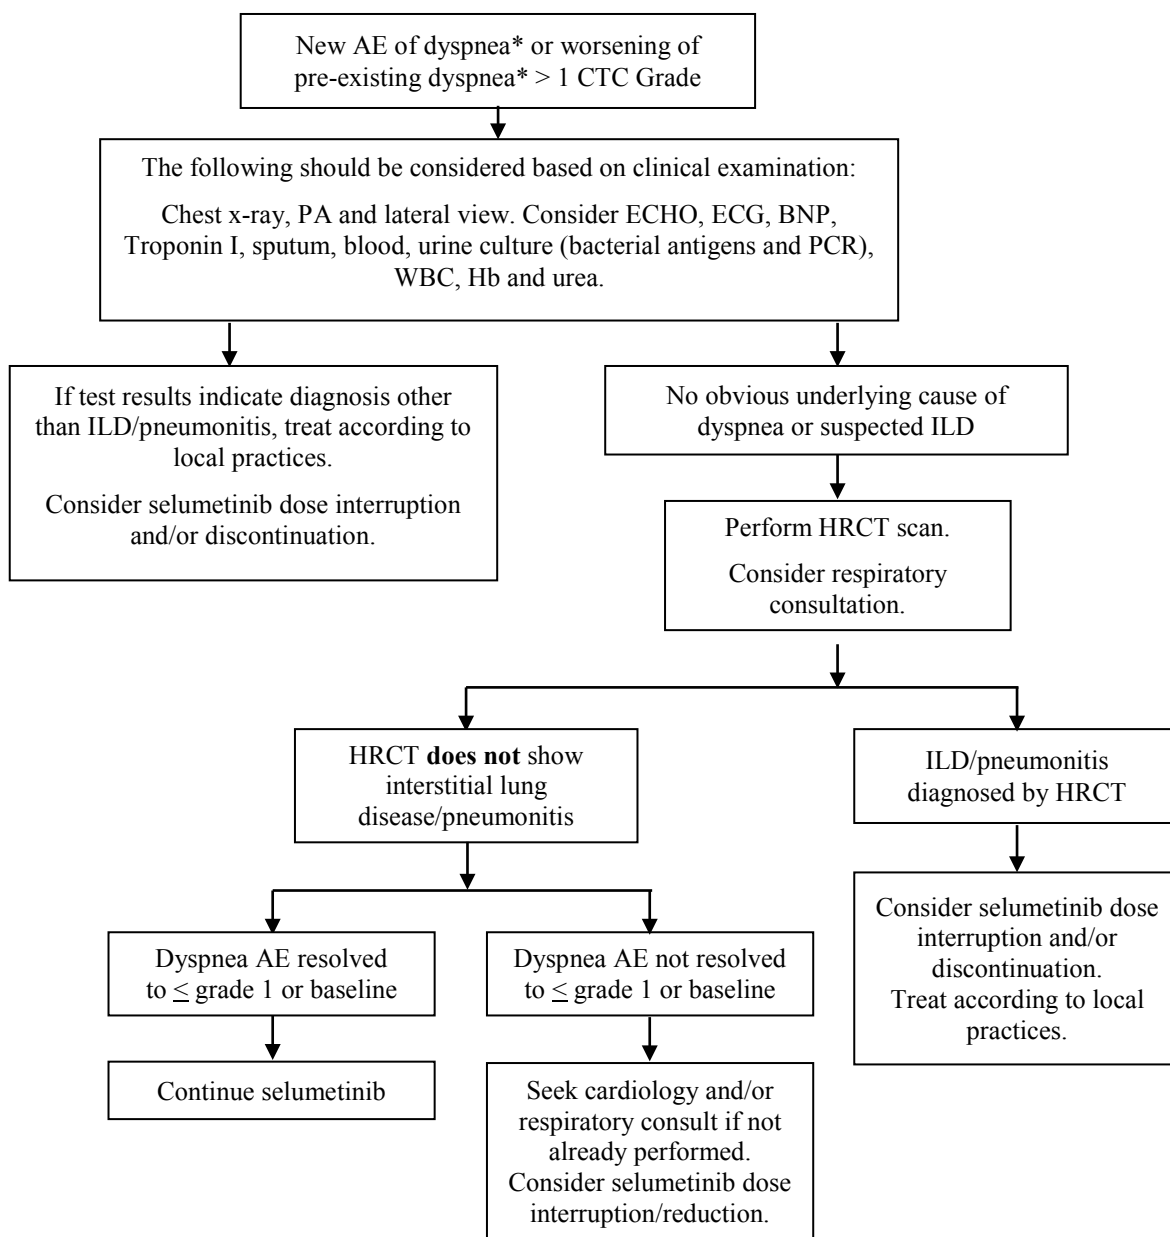 New AE of dyspnea* or worsening of
pre-existing dyspnea* > 1 CTC Grade
The following should be considered based on clinical examination:
Chest x-ray, PA and lateral view. Consider ECHO, ECG, BNP,
Troponin I, sputum, blood, urine culture (bacterial antigens and PCR),
WBC, Hb and urea.
If test results indicate diagnosis other
than ILD/pneumonitis, treat according to
local practices.
Consider selumetinib dose interruption
and/or discontinuation.
No obvious underlying cause of
dyspnea or suspected ILD
Perform HRCT scan.
Consider respiratory
consultation.
HRCT does not show
interstitial lung
disease/pneumonitis
ILD/pneumonitis
diagnosed by HRCT
Dyspnea AE resolved
to ≤ grade 1 or baseline
Dyspnea AE not resolved
to ≤ grade 1 or baseline
Consider selumetinib dose
interruption and/or
discontinuation.
Treat according to local
practices.
Continue selumetinib
Seek cardiology and/or
respiratory consult if not
already performed.
Consider selumetinib dose
interruption/reduction.